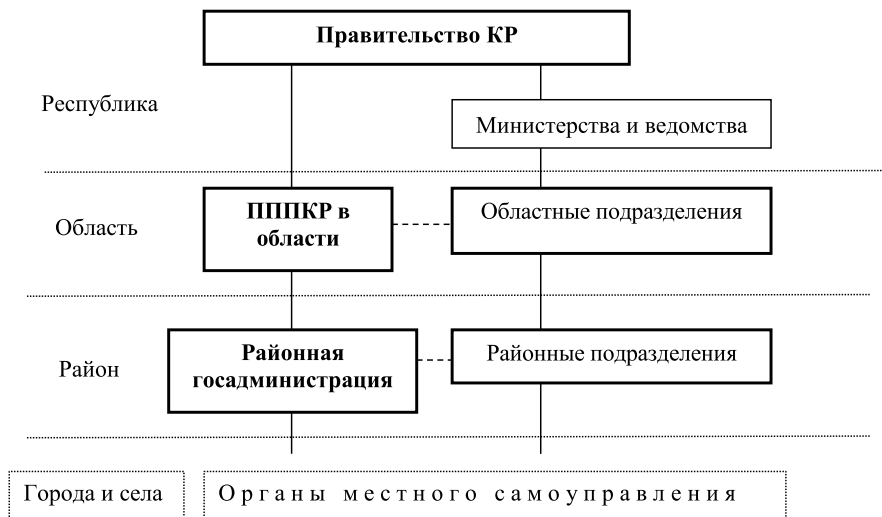 Правительство КР
Республика
Министерства и ведомства
Область
ПППКР в
области
Областные подразделения
Район
Районная
госадминистрация
Районные подразделения
Города и села
Органы местного самоуправления